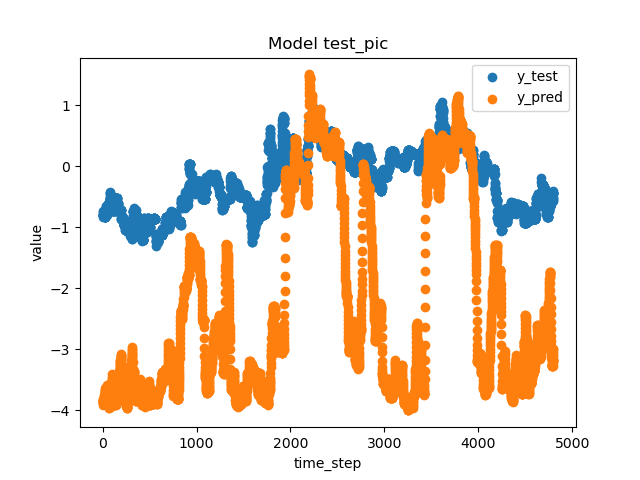 Model test_pic
y_test
y_pred
value
1
0
−1
−2
−3
−4
0 1000 2000 3000 4000 5000
time_step